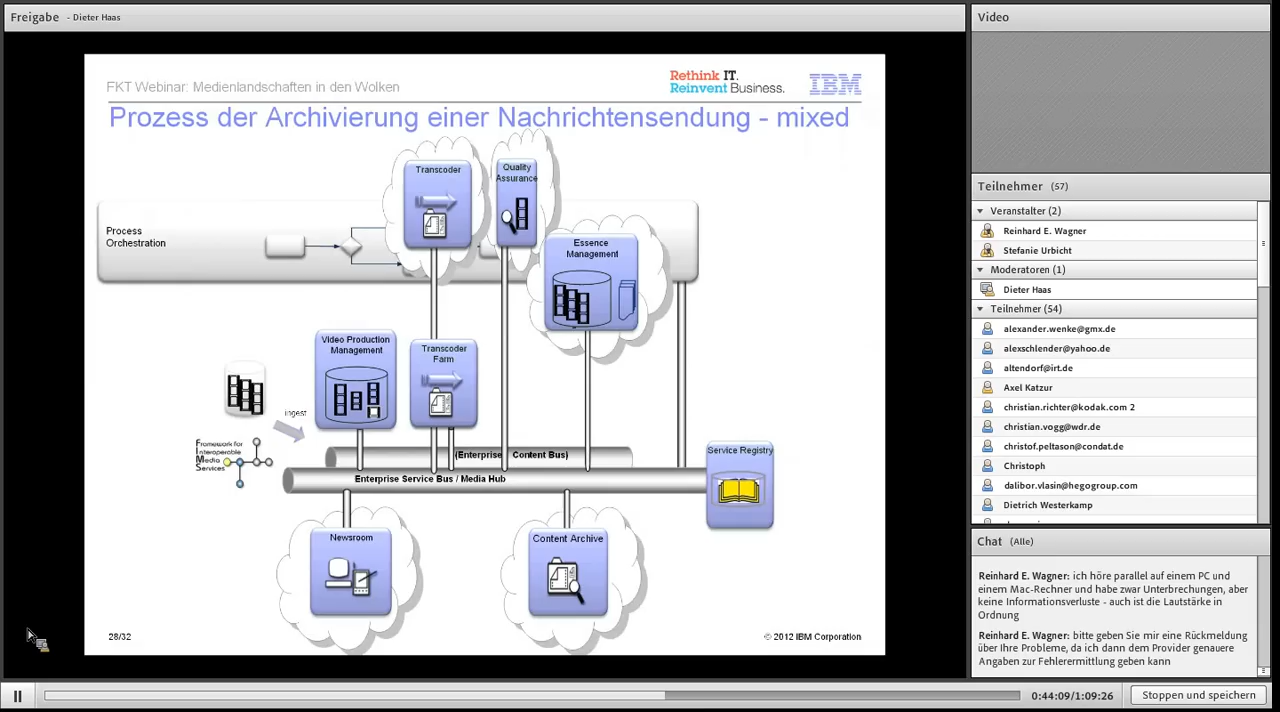 Freigabe - Dieter Haas
FKT Webinar: Medienlandschaften in den Wolken
Rethink IT.
Reinvent Business.
IBM
Prozess der Archivierung einer Nachrichtensendung - mixed
Transcoder
Quality
Assurance
Process
Orchestration
Essence
Management
Video Production
Management
Transcoder
Farm
ingest
Framework for
Interoperable
Media
Services
(Enterprise Content Bus)
Enterprise Service Bus / Media Hub
Service Registry
Newsroom
Content Archive
28/32
© 2012 IBM Corporation
Video
Teilnehmer (57)
Veranstalter (2)
Reinhard E. Wagner
Stefanie Urbicht
Moderatoren (1)
Dieter Haas
Teilnehmer (54)
alexander.wenke@gmx.de
alexschlender@yahoo.de
altendorf@irt.de
Axel Katzur
christian.richter@kodak.com 2
christian.vogg@wdr.de
christof.peltason@condat.de
Christoph
dalibor.vlasin@hegogroup.com
Dietrich Westerkamp
Chat (Alle)
Reinhard E. Wagner: ich höre parallel auf einem PC und
einem Mac-Rechner und habe zwar Unterbrechungen, aber
keine Informationsverluste - auch ist die Lautstärke in
Ordnung
Reinhard E. Wagner: bitte geben Sie mir eine Rückmeldung
über Ihre Probleme, da ich dann dem Provider genauere
Angaben zur Fehlerermittlung geben kann
0:44:09/1:09:26
Stoppen und speichern